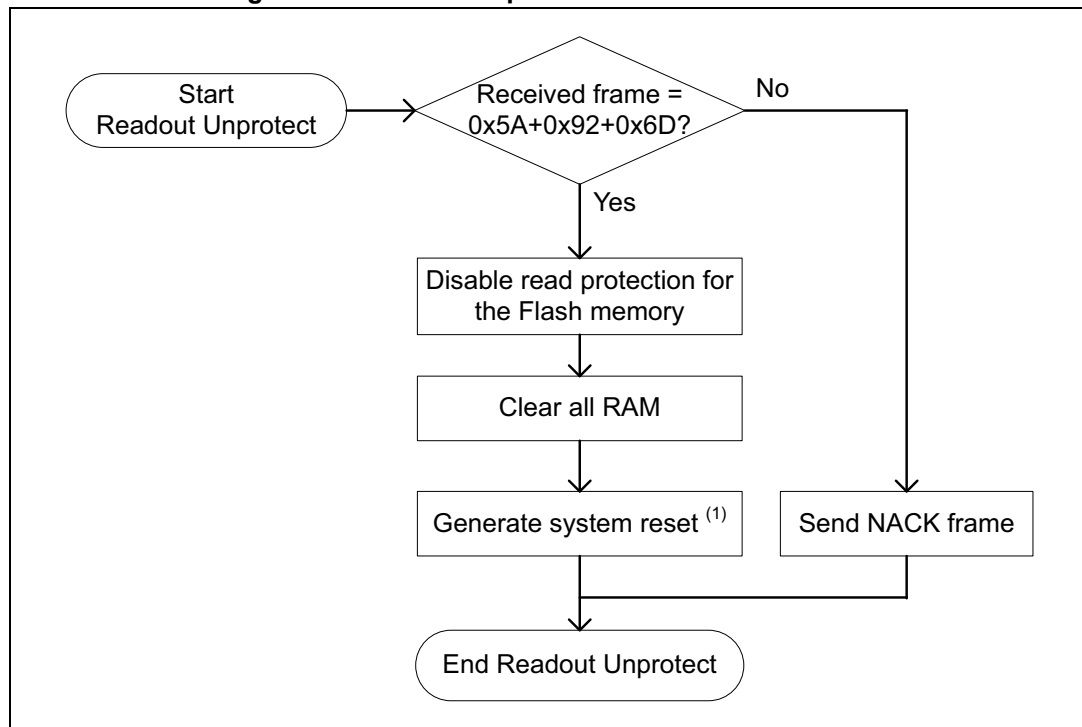 Start
Readout Unprotect
Received frame =
0x5A+0x92+0x6D?
No
Yes
Disable read protection for
the Flash memory
Clear all RAM
Generate system reset (1)
Send NACK frame
End Readout Unprotect